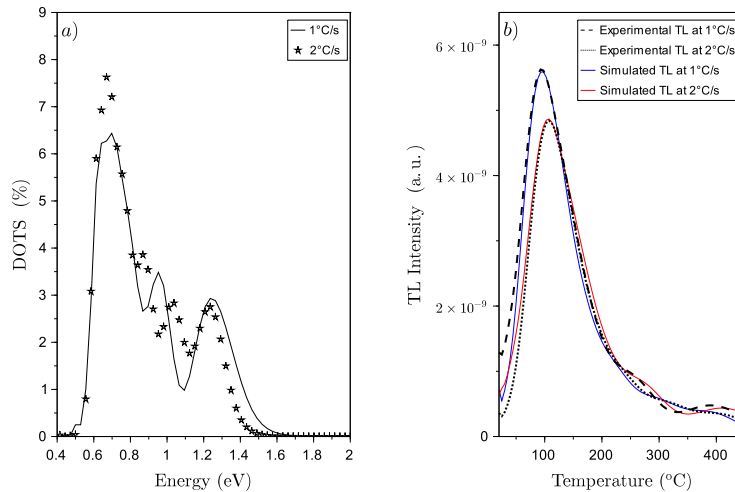 a)
1°C/s
2°C/s
9
8
7
6
5
4
3
2
1
0
DOTS (%)
0.4 0.6 0.8 1 1.2 1.4 1.6 1.8 2
Energy (eV)
b)
Experimental TL at 1°C/s
Experimental TL at 2°C/s
Simulated TL at 1°C/s
Simulated TL at 2°C/s
6 × 10⁻⁹
4 × 10⁻⁹
2 × 10⁻⁹
0
TL Intensity (a. u.)
100 200 300 400
Temperature (°C)